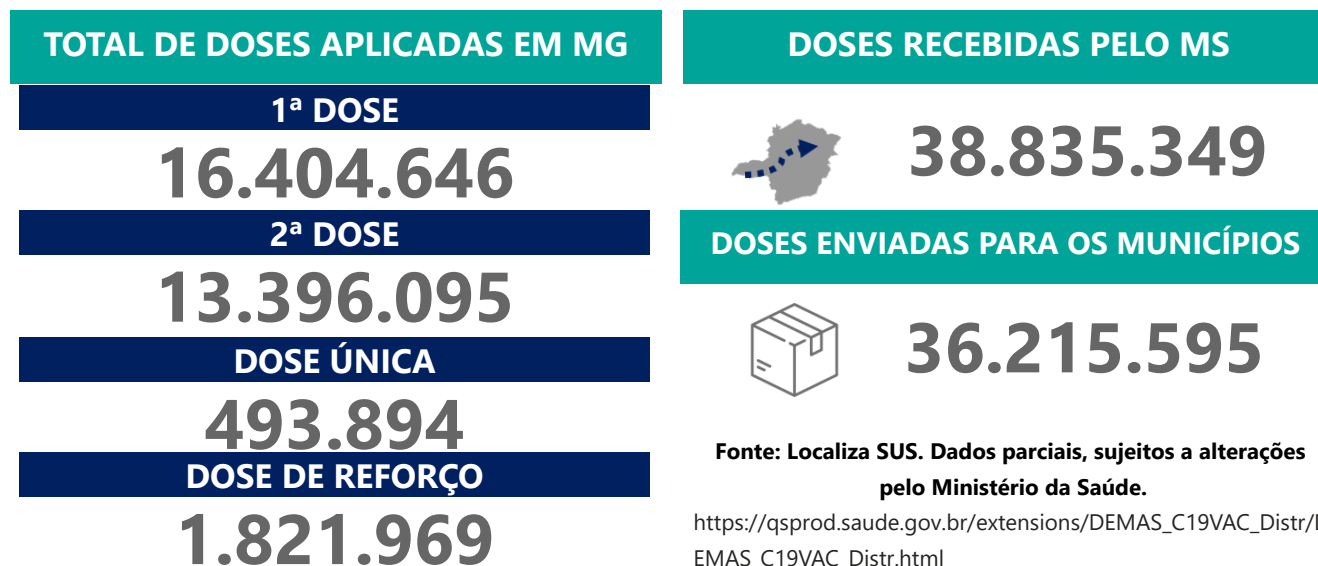 TOTAL DE DOSES APLICADAS EM MG
1ª DOSE
16.404.646
2ª DOSE
13.396.095
DOSE ÚNICA
493.894
DOSE DE REFORÇO
1.821.969
DOSES RECEBIDAS PELO MS
38.835.349
DOSES ENVIADAS PARA OS MUNICÍPIOS
36.215.595
Fonte: Localiza SUS. Dados parciais, sujeitos a alterações
pelo Ministério da Saúde.
https://qsprod.saude.gov.br/extensions/DEMAS_C19VAC_Distr/D
EMAS_C19VAC_Distr.html